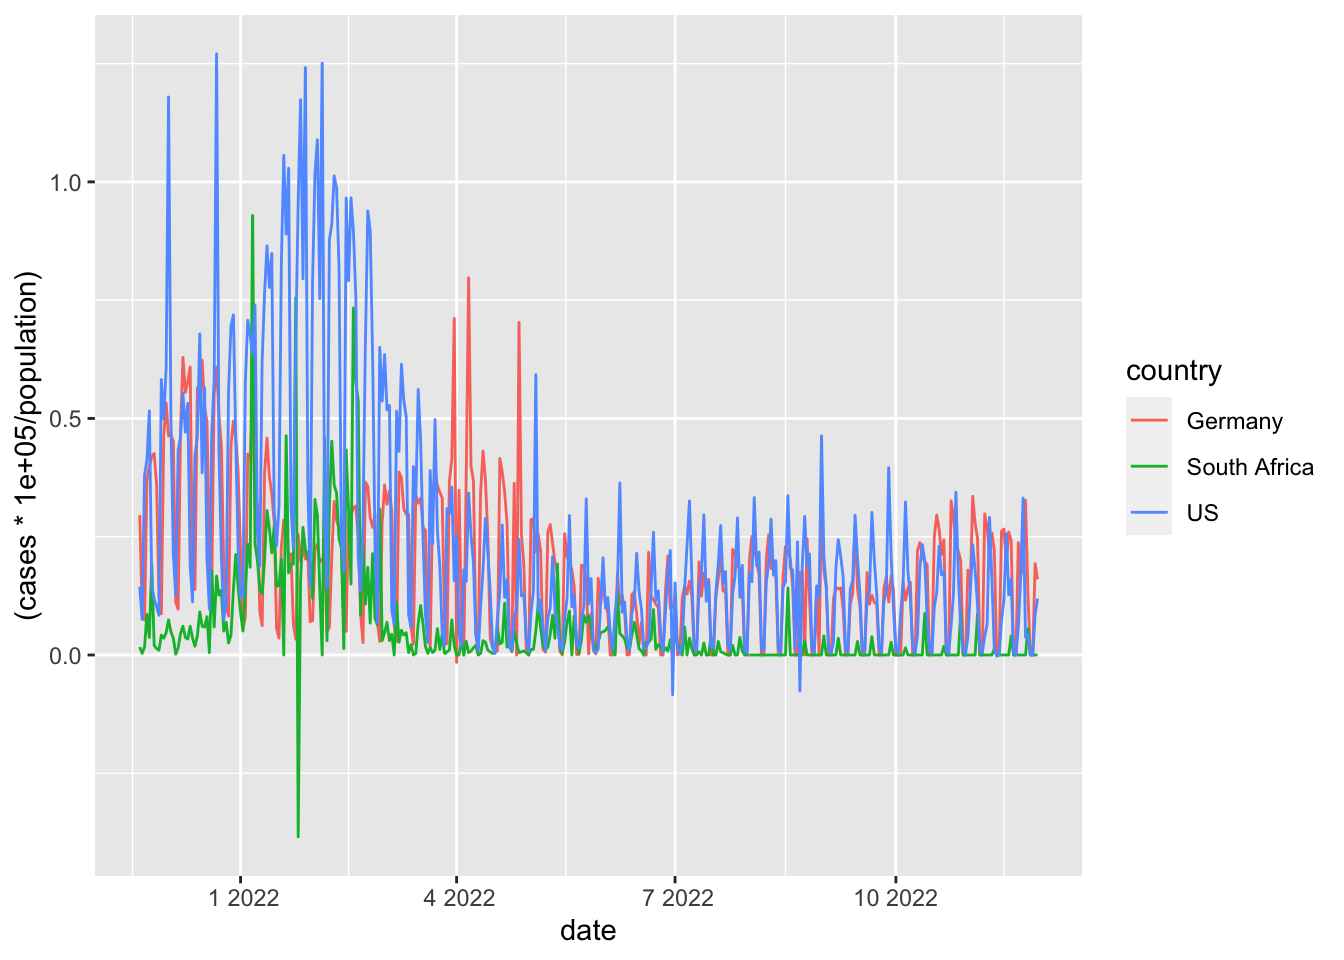 (cases * 1e+05/population)
1.0
0.5
0.0
1 2022
4 2022
7 2022
10 2022
date
country
Germany
South Africa
US